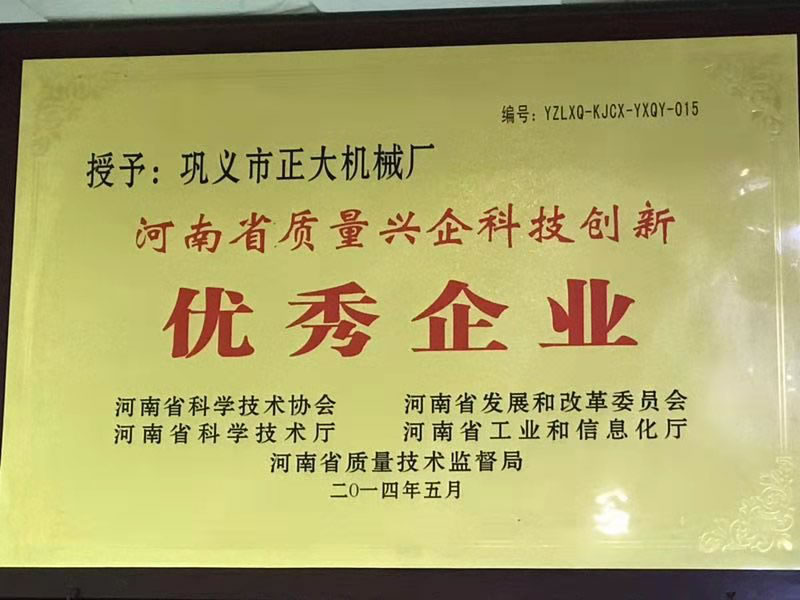 编号：YZLXQ-KJCX-YXQY-015
授予：巩义市正大机械厂
河南省质量兴企科技创新
优秀企业
河南省科学技术协会 河南省发展和改革委员会
河南省科学技术厅 河南省工业和信息化厅
河南省质量技术监督局
二〇一四年五月